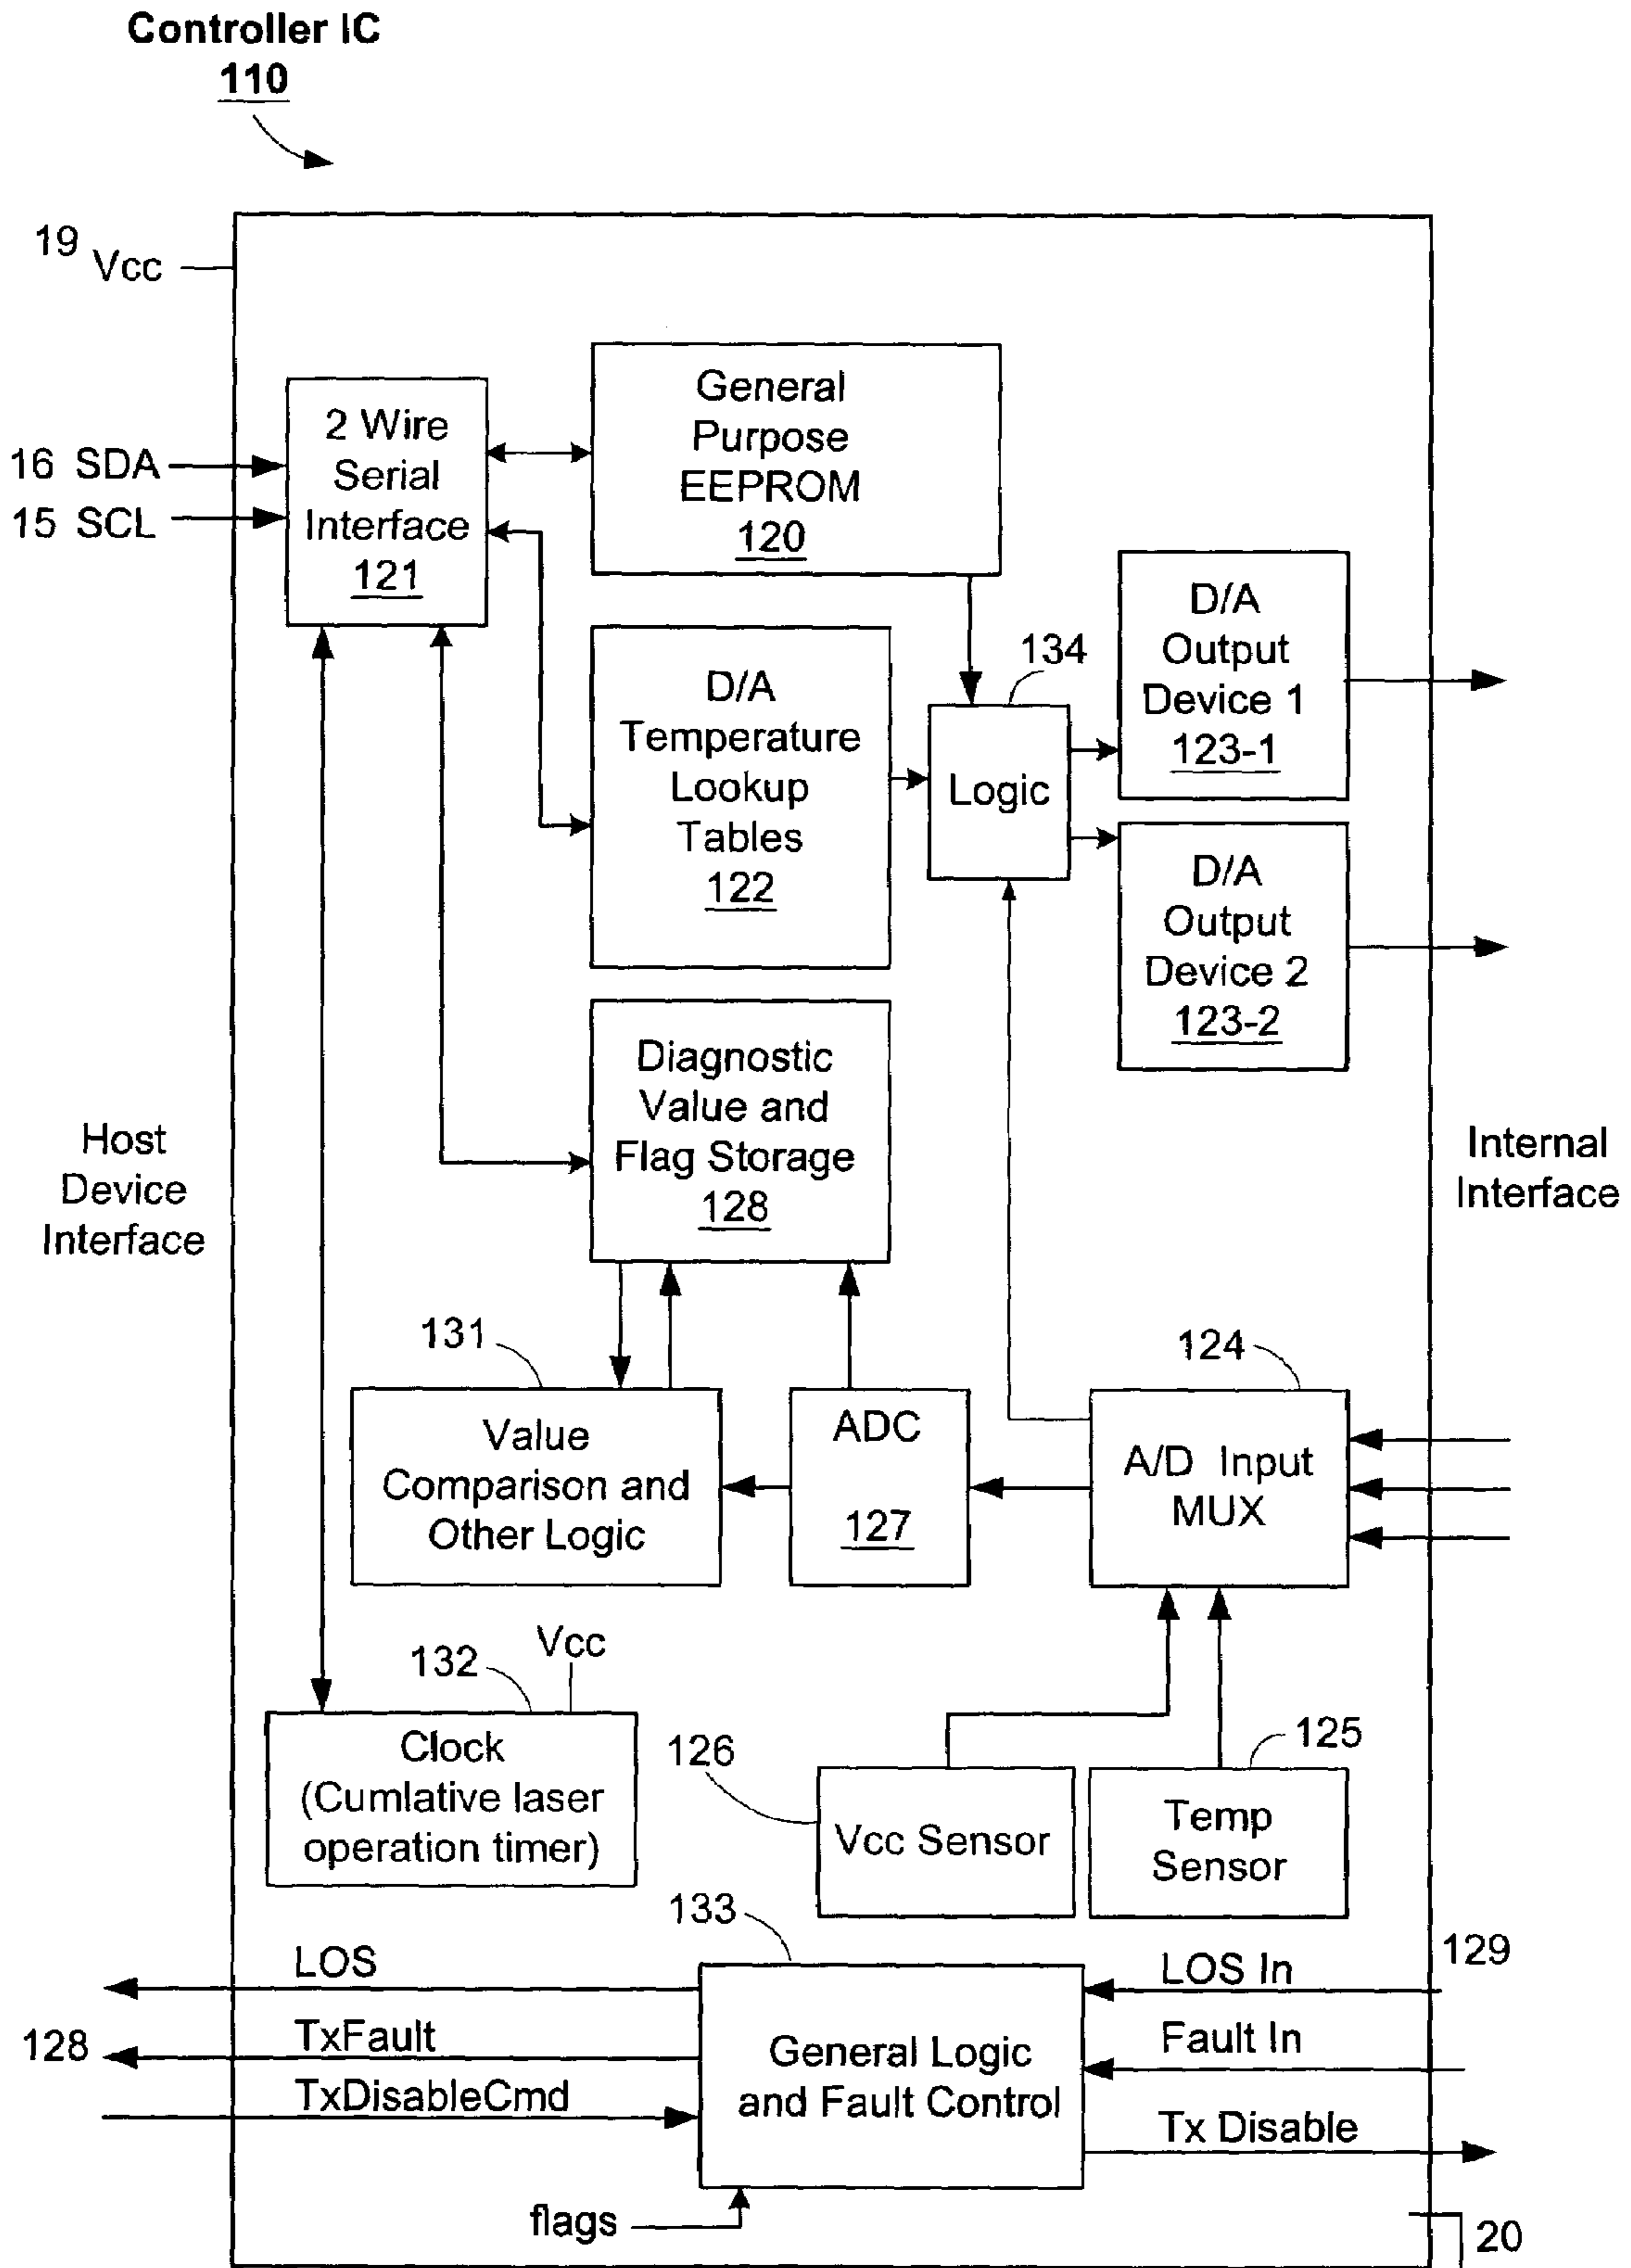 Controller IC
110
19
Vcc
16 SDA
15 SCL
2 Wire
Serial
Interface
121
General
Purpose
EEPROM
120
D/A
Temperature
Lookup
Tables
122
134
Logic
D/A
Output
Device 1
123-1
D/A
Output
Device 2
123-2
Host
Device
Interface
Diagnostic
Value and
Flag Storage
128
Internal
Interface
131
Value
Comparison and
Other Logic
ADC
127
124
A/D Input
MUX
132
Vcc
Clock
(Cumlative laser
operation timer)
126
Vcc Sensor
125
Temp
Sensor
133
129
LOS
TxFault
128
TxDisableCmd
General Logic
and Fault Control
LOS In
Fault In
Tx Disable
flags
20